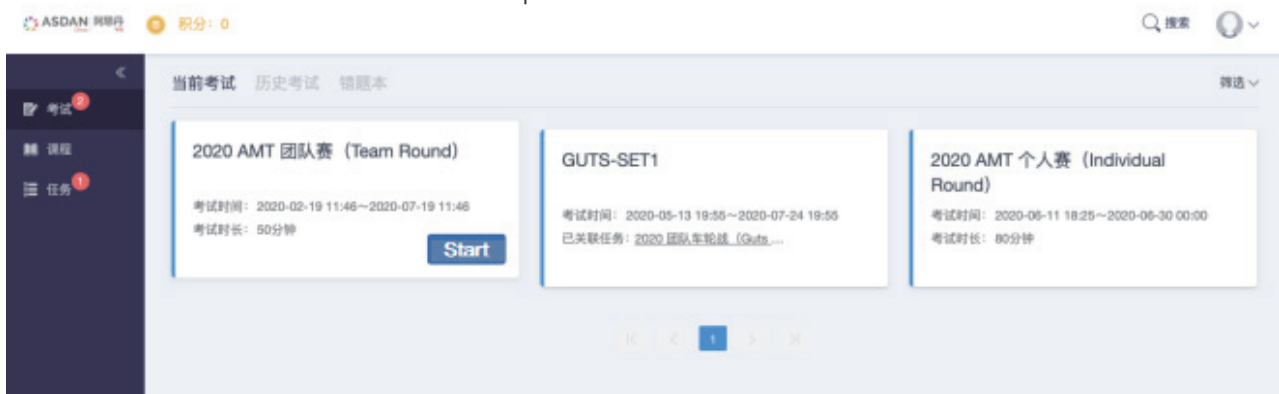 ASDAN 阿思丹
积分：0
搜索
考试 2
课程
任务 1
当前考试 历史考试 错题本
筛选
2020 AMT 团队赛（Team Round）
考试时间：2020-02-19 11:46～2020-07-19 11:46
考试时长：50分钟
Start
GUTS-SET1
考试时间：2020-05-13 19:55～2020-07-24 19:55
已关联任务：2020 团队车轮战（Guts ...
2020 AMT 个人赛（Individual
Round）
考试时间：2020-06-11 18:25～2020-06-30 00:00
考试时长：80分钟
1